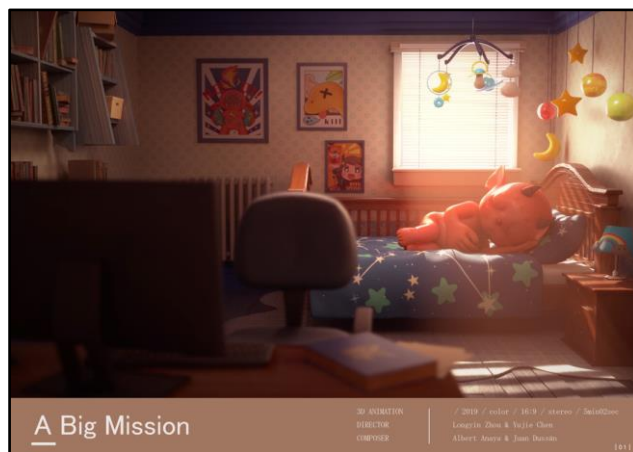 kill
A Big Mission
3D ANIMATION
DIRECTOR
COMPOSER
/ 2019 / color / 16:9 / stereo / 5min02sec
Longyin Zhou & Yujie Chen
Albert Anaya & Juan Duncan
[01]